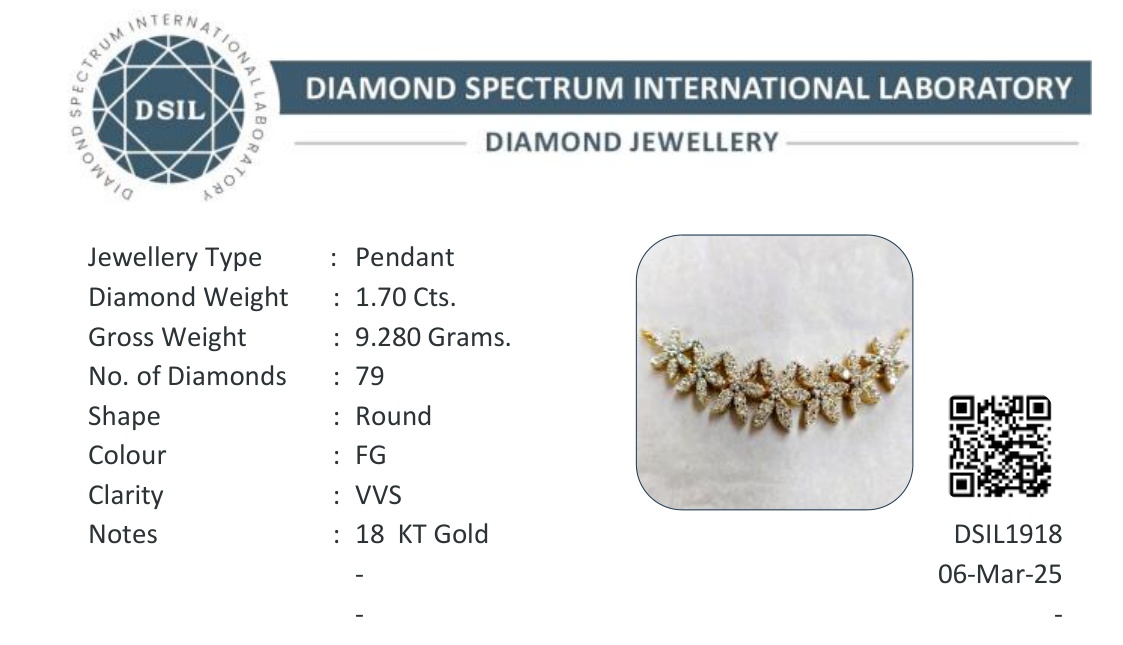 DIAMOND SPECTRUM INTERNATIONAL LABORATORY
DSIL
DIAMOND SPECTRUM INTERNATIONAL LABORATORY
DIAMOND JEWELLERY
Jewellery Type : Pendant
Diamond Weight : 1.70 Cts.
Gross Weight : 9.280 Grams.
No. of Diamonds : 79
Shape : Round
Colour : FG
Clarity : VVS
Notes : 18 KT Gold
-
-
DSIL1918
06-Mar-25
-